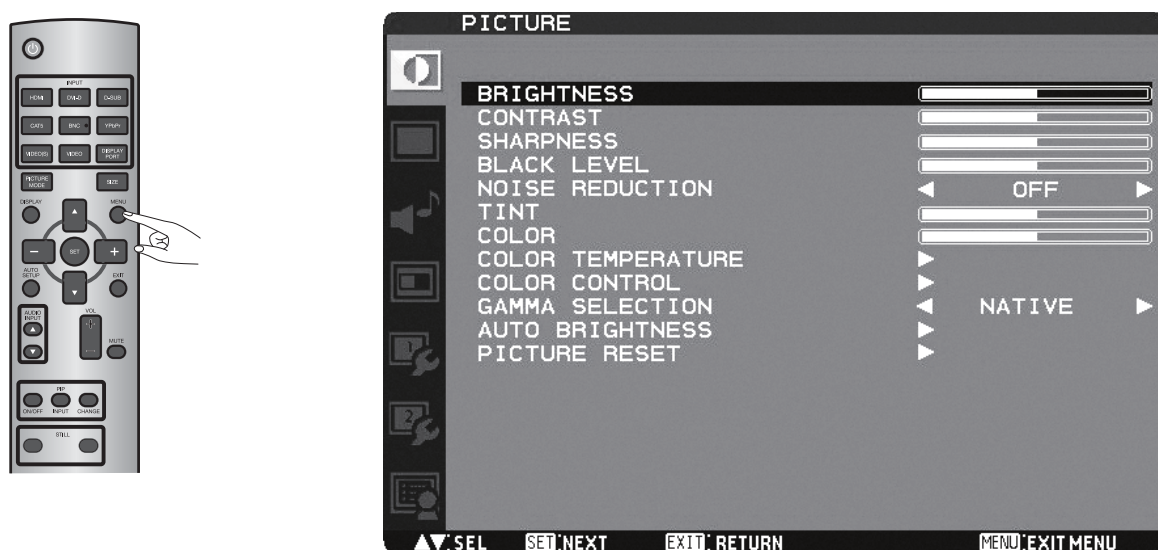 INPUT
HDMI DVI-D D-SUB
CAT5 BNC YPbPr
VIDEO(S) VIDEO DISPLAY PORT
PICTURE MODE
SIZE
DISPLAY
MENU
SET
AUTO SETUP
EXIT
AUDIO INPUT
VOL
MUTE
PIP
ON/OFF INPUT CHANGE
STILL
PICTURE
BRIGHTNESS
CONTRAST
SHARPNESS
BLACK LEVEL
NOISE REDUCTION ◀ OFF ▶
TINT
COLOR
COLOR TEMPERATURE ▶
COLOR CONTROL ▶
GAMMA SELECTION ◀ NATIVE ▶
AUTO BRIGHTNESS ▶
PICTURE RESET ▶
1
2
▲▼:SEL SET:NEXT EXIT: RETURN MENU:EXIT MENU